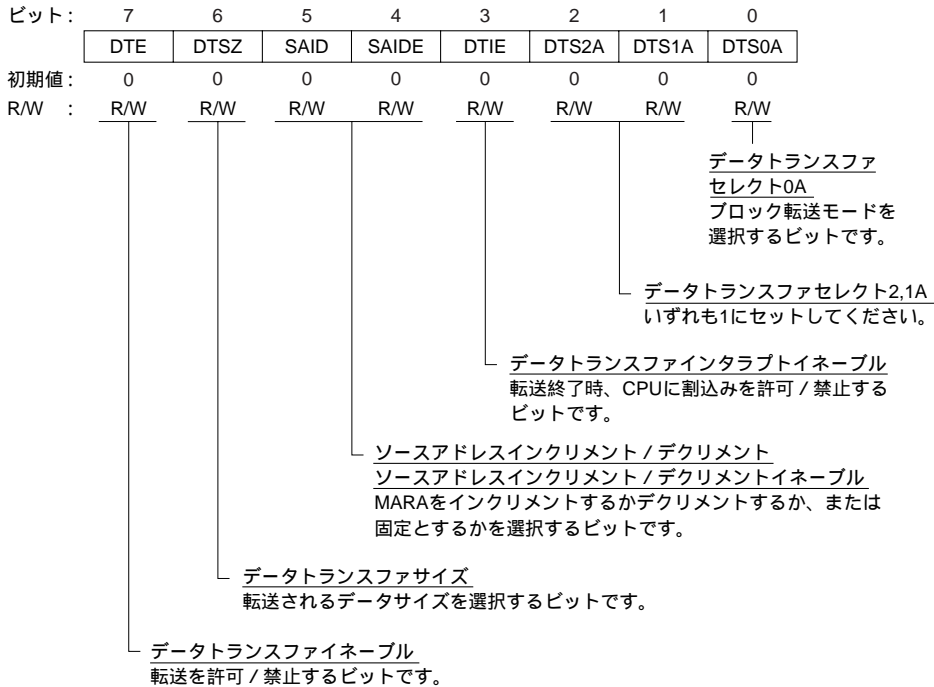 ビット: 7 6 5 4 3 2 1 0
DTE DTSZ SAID SAIDE DTIE DTS2A DTS1A DTS0A
初期値: 0 0 0 0 0 0 0 0
R/W : R/W R/W R/W R/W R/W R/W R/W R/W
データトランスファ
セレクト0A
ブロック転送モードを
選択するビットです。
データトランスファセレクト2,1A
いずれも1にセットしてください。
データトランスファインタラプトイネーブル
転送終了時、CPUに割込みを許可/禁止する
ビットです。
ソースアドレスインクリメント/デクリメント
ソースアドレスインクリメント/デクリメントイネーブル
MARAをインクリメントするかデクリメントするか、または
固定とするかを選択するビットです。
データトランスファサイズ
転送されるデータサイズを選択するビットです。
データトランスファイネーブル
転送を許可/禁止するビットです。